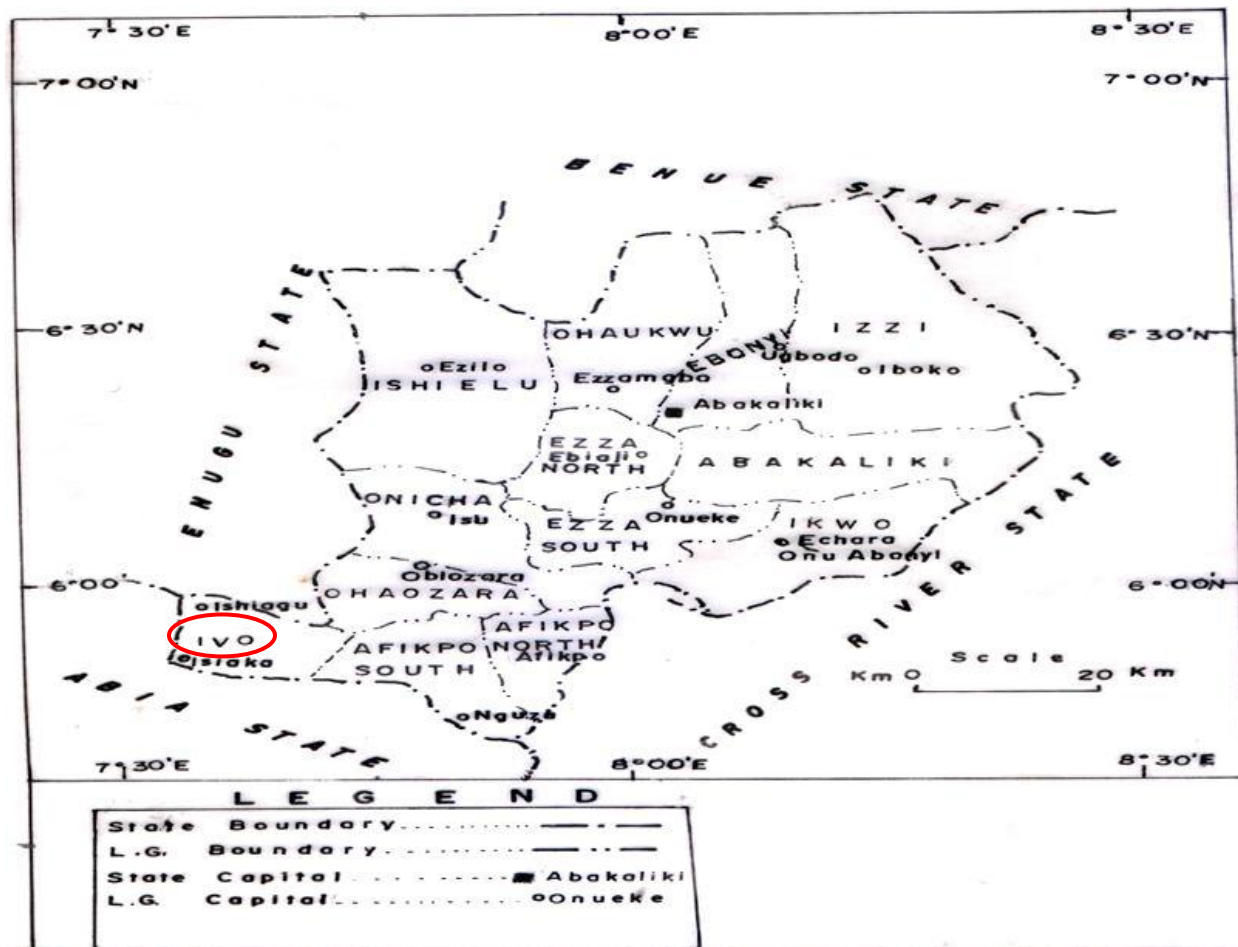 7°30'E 8°00'E 8°30'E
7°00'N 7°00'N
BENUE STATE
ENUGU STATE
6°30'N 6°30'N
OHAUKWU
IZZI
EBONYI
Ugbodo
Ezilo
Iboko
ISHIELU
Ezzamgba
Abakaliki
EZZA
Ebiaji
NORTH
ABAKALIKI
ONICHA
Isu
Onueke
EZZA
SOUTH
IKWO
Echara
Onu Abonyi
Obiozara
6°00' 6°00'N
OHAOZARA
Ishiagu
IVO
Isiaka
AFIKPO
SOUTH
AFIKPO
NORTH
Afikpo
CROSS RIVER STATE
Scale
Km 0 20 Km
ABIA STATE
Nguzu
7°30'E 8°00'E 8°30'E
LEGEND
State Boundary
L.G. Boundary
State Capital Abakaliki
L.G. Capital Onueke